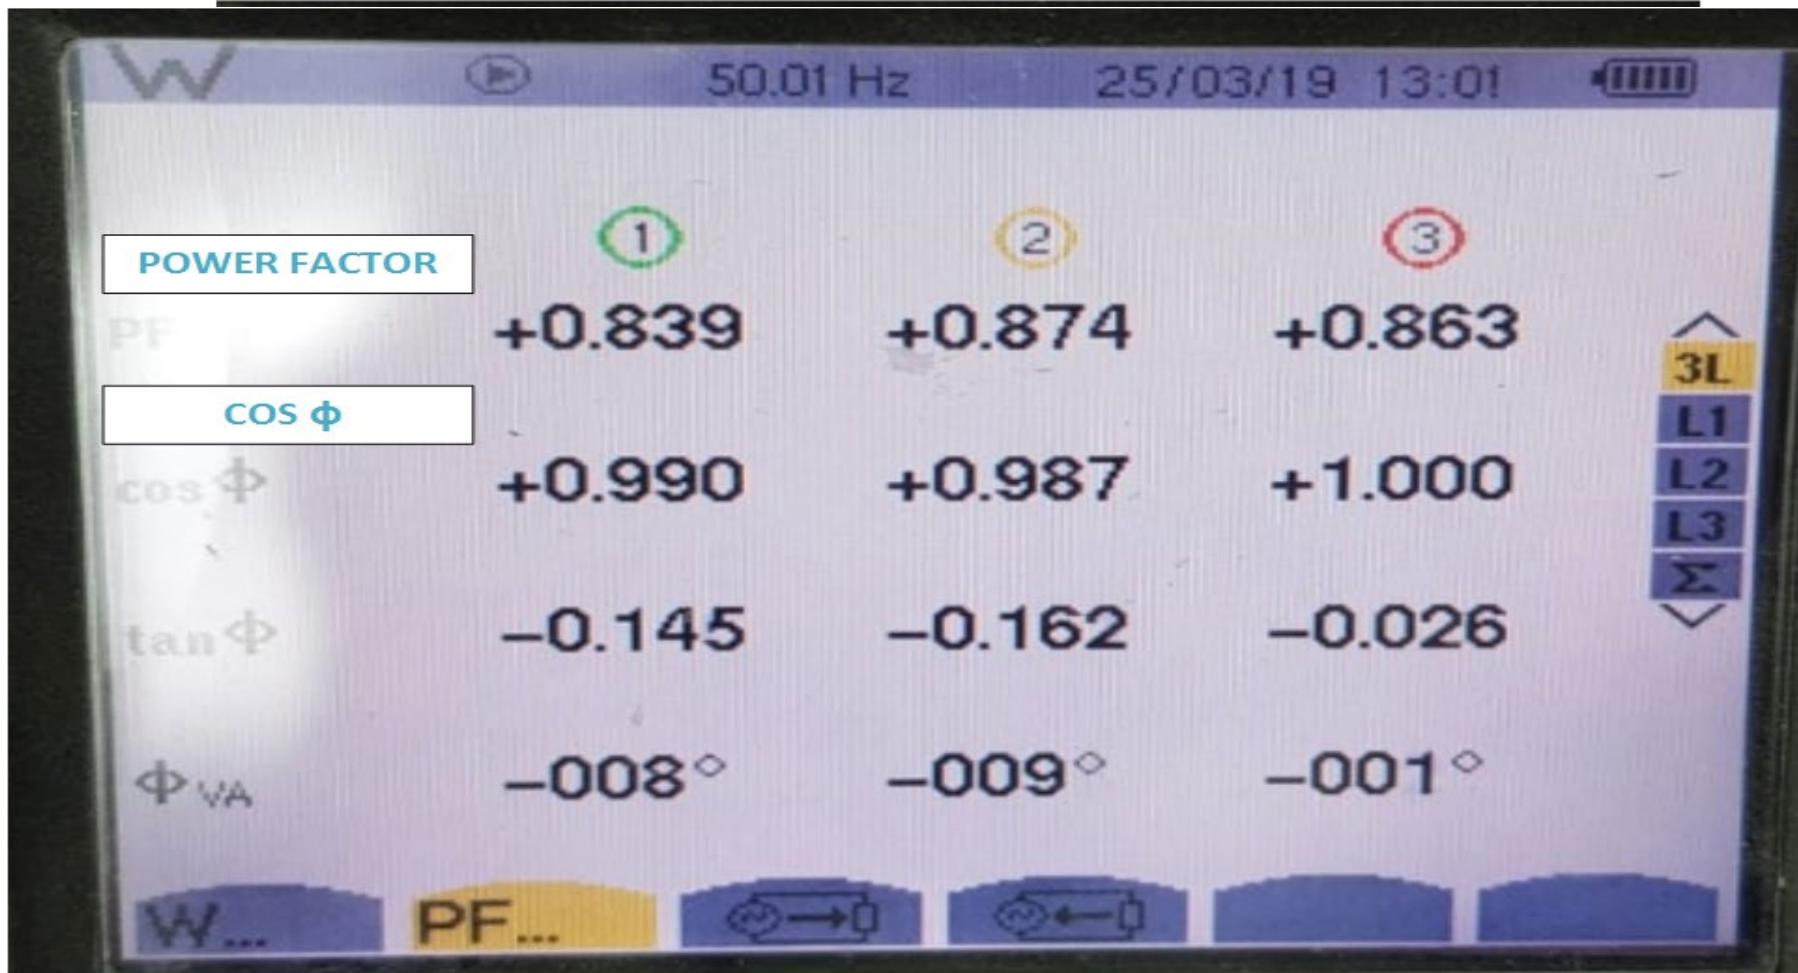 W 50.01 Hz 25/03/19 13:01
1 2 3
POWER FACTOR
PF +0.839 +0.874 +0.863
3L
COS ϕ
L1
cos Φ +0.990 +0.987 +1.000
L2
L3
Σ
tan Φ −0.145 −0.162 −0.026
Φ VA −008° −009° −001°
W... PF...